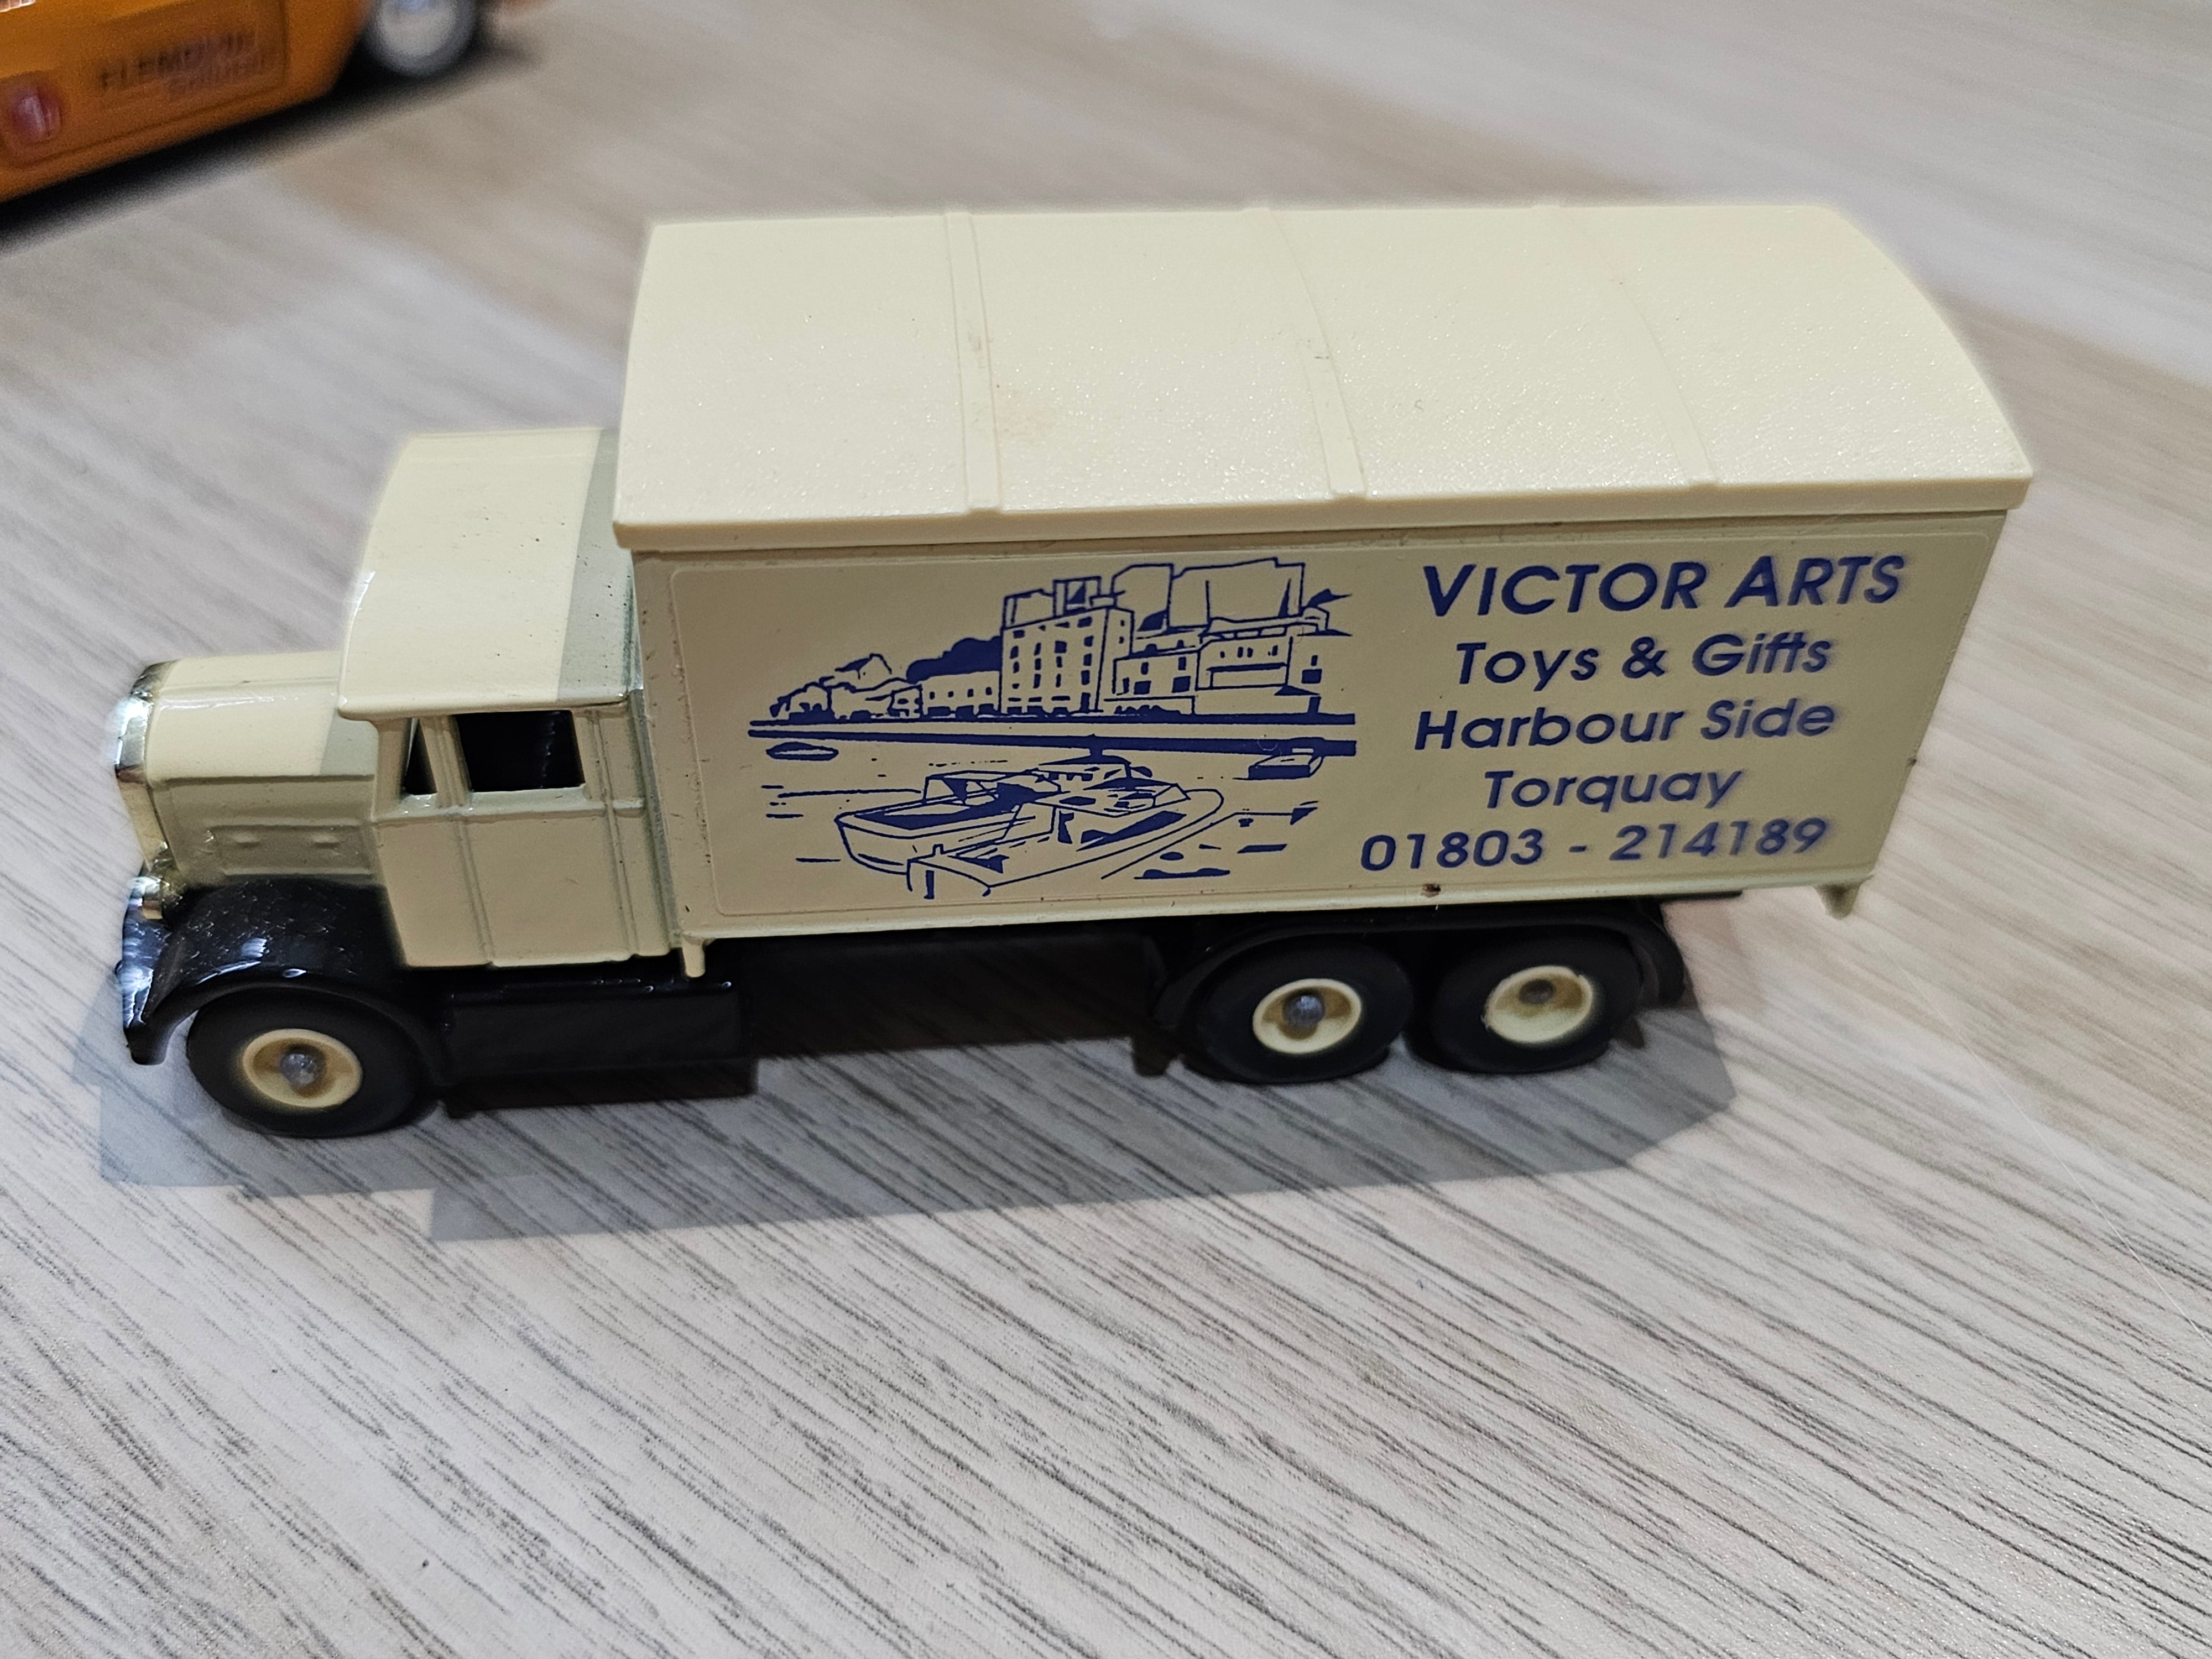 VICTOR ARTS
Toys & Gifts
Harbour Side
Torquay
01803 - 214189